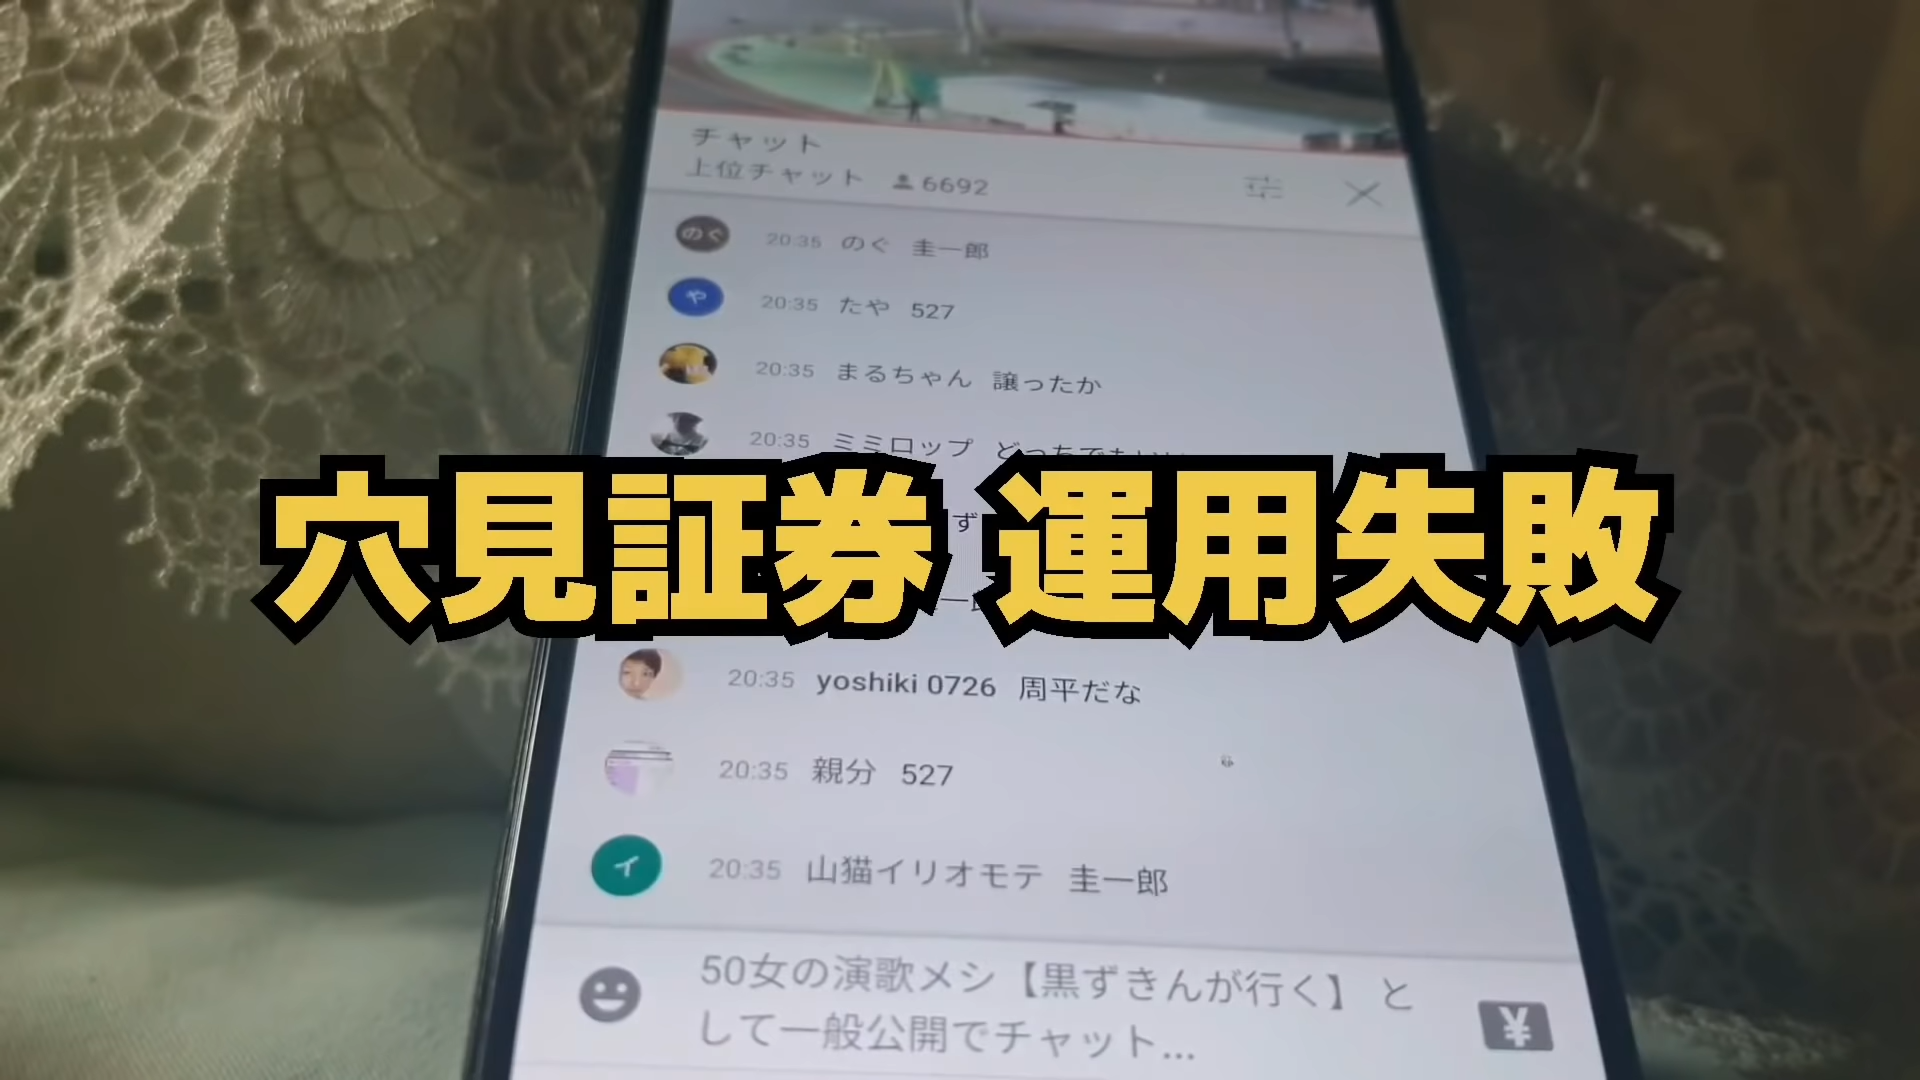 チャット
上位チャット 6692
のぐ 20:35 のぐ 圭一郎
や 20:35 たや 527
20:35 まるちゃん 譲ったか
20:35 ミミロップ
穴見証券 運用失敗
20:35 yoshiki 0726 周平だな
20:35 親分 527
イ 20:35 山猫イリオモテ 圭一郎
50女の演歌メシ【黒ずきんが行く】と
して一般公開でチャット...
¥